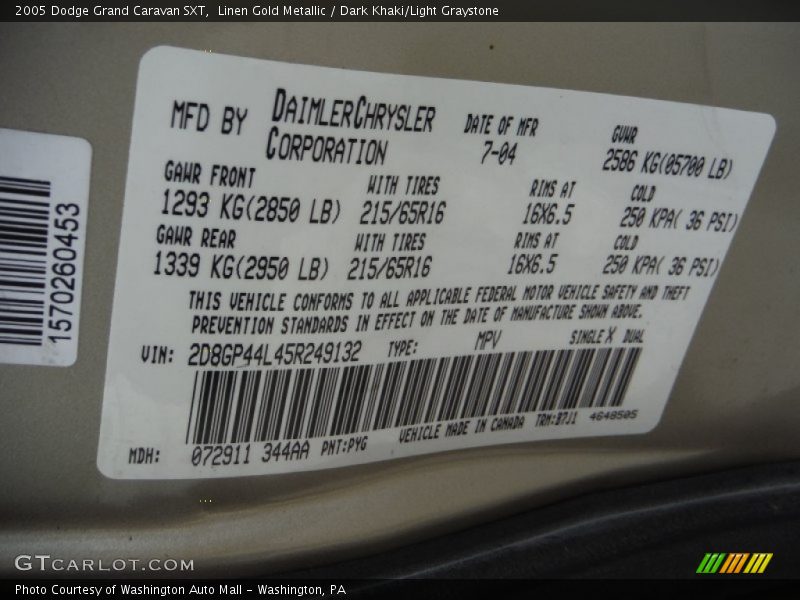 2005 Dodge Grand Caravan SXT,  Linen Gold Metallic / Dark Khaki/Light Graystone
MFD BY DAIMLERCHRYSLER CORPORATION DATE OF MFR 7-04 GVWR 2586 KG(05700 LB)
GAWR FRONT WITH TIRES RIMS AT COLD
1293 KG(2850 LB) 215/65R16 16X6.5 250 KPA( 36 PSI)
GAWR REAR WITH TIRES RIMS AT COLD
1339 KG(2950 LB) 215/65R16 16X6.5 250 KPA( 36 PSI)
THIS VEHICLE CONFORMS TO ALL APPLICABLE FEDERAL MOTOR VEHICLE SAFETY AND THEFT
PREVENTION STANDARDS IN EFFECT ON THE DATE OF MANUFACTURE SHOWN ABOVE.
VIN: 2D8GP44L45R249132 TYPE: MPV SINGLE X DUAL
MDH: 072911 344AA PNT:PYG VEHICLE MADE IN CANADA TRM:B7J1 4648505
1570260453
GTCARLOT.COM
Photo Courtesy of Washington Auto Mall - Washington, PA